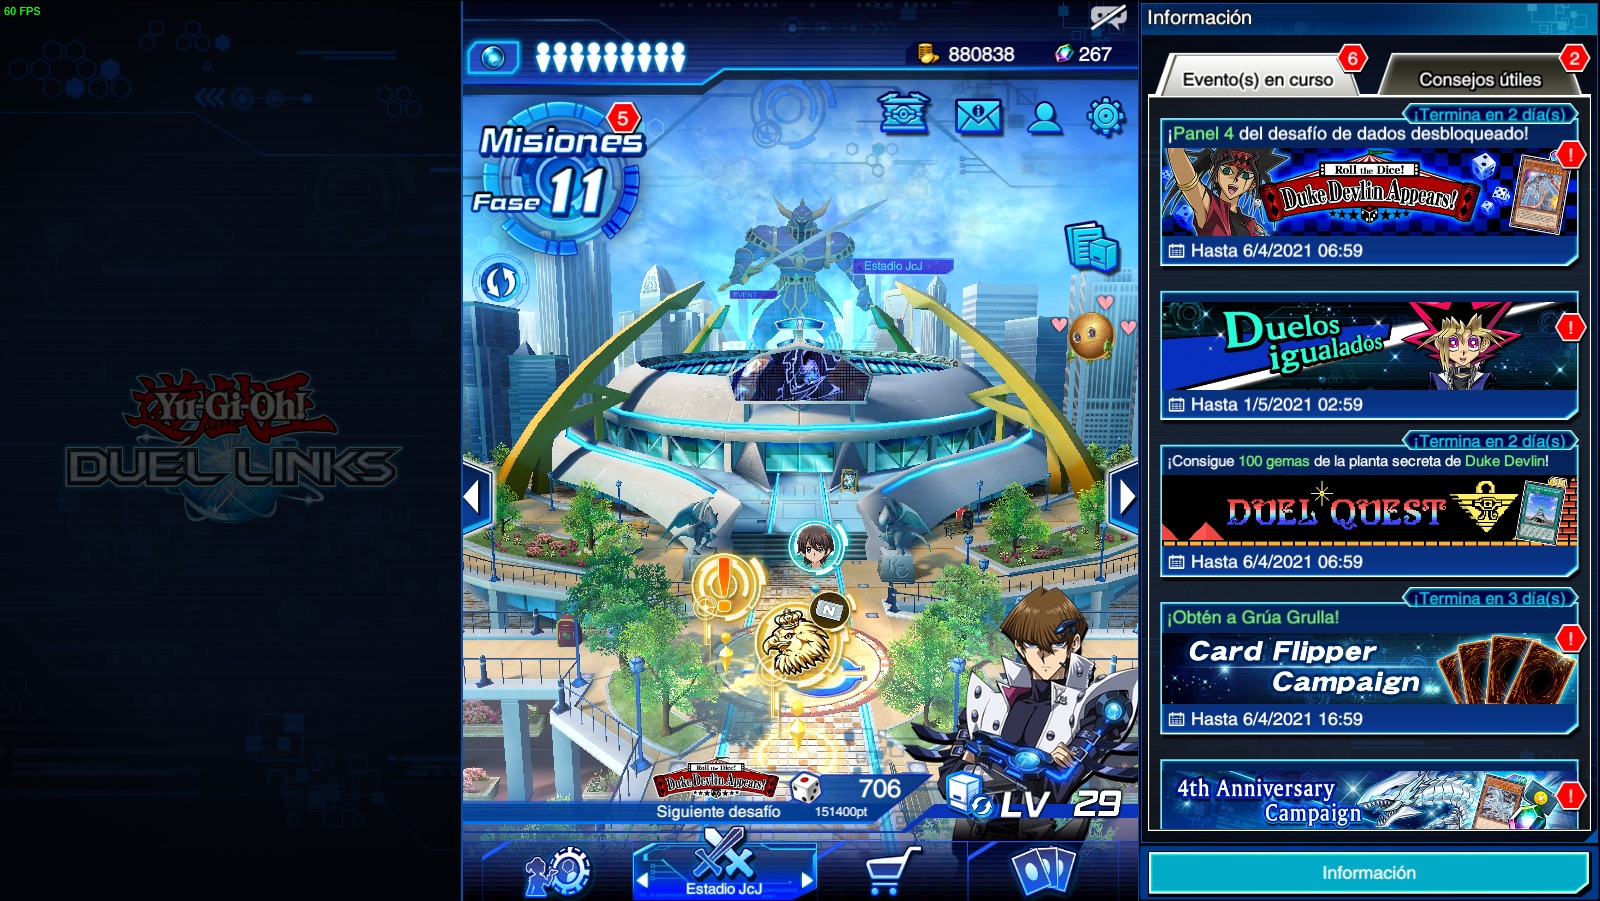 60 FPS
遊戯王
Yu-Gi-Oh!
DUEL LINKS
880838
267
Misiones
5
Fase 11
Estadio JcJ
EVENT
KC
N
Roll the Dice!
Duke Devlin Appears!
706
Siguiente desafío
151400pt
LV 29
Estadio JcJ
Información
Evento(s) en curso
6
Consejos útiles
2
¡Termina en 2 día(s)
¡Panel 4 del desafío de dados desbloqueado!
Roll the Dice!
Duke Devlin Appears!
Hasta 6/4/2021 06:59
Duelos
igualados
Hasta 1/5/2021 02:59
¡Termina en 2 día(s)
¡Consigue 100 gemas de la planta secreta de Duke Devlin!
DUEL QUEST
Hasta 6/4/2021 06:59
¡Termina en 3 día(s)
¡Obtén a Grúa Grulla!
Card Flipper
Campaign
Hasta 6/4/2021 16:59
4th Anniversary
Campaign
Información